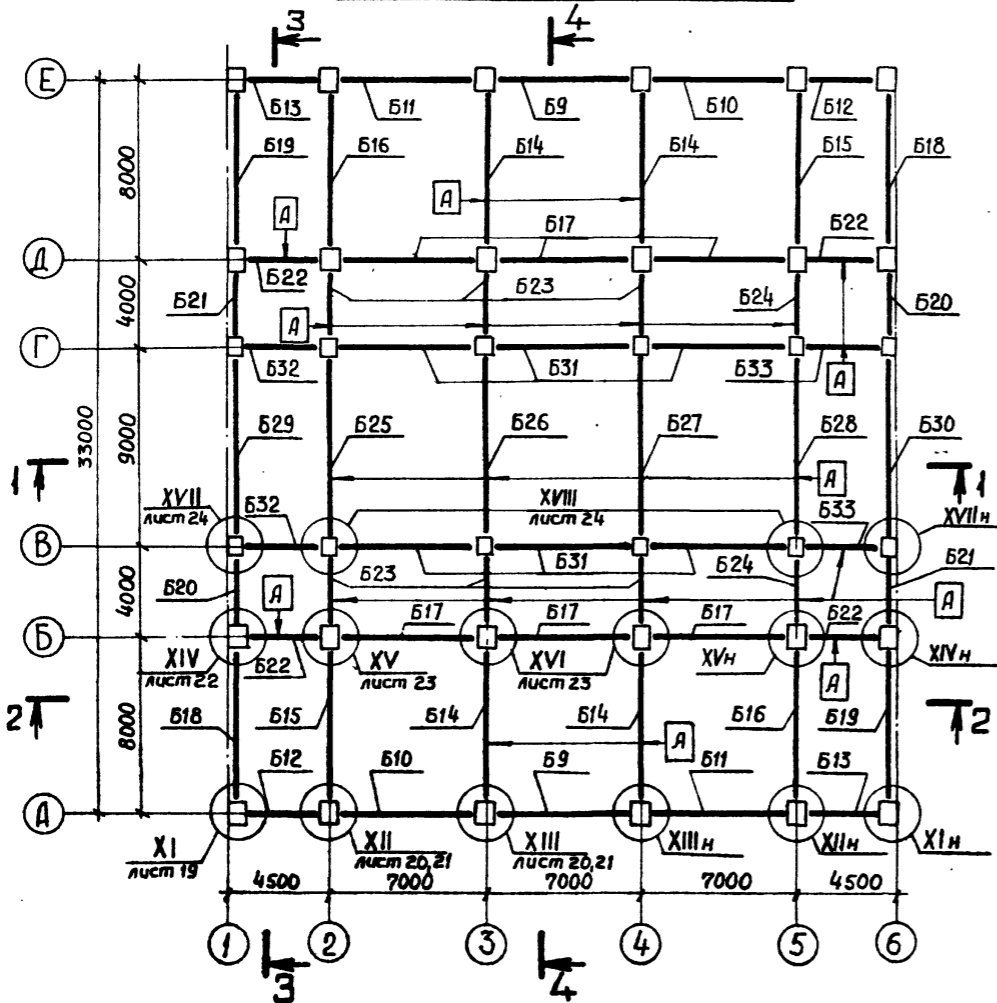 3 4
Е
Б13 Б11 Б9 Б10 Б12
Б19 Б16 Б14 Б14 Б15 Б18
8000
А
А
Б17 Б22
Д
Б22 Б23
Б21 Б24 Б20
4000
А
Г
Б32 Б31 Б33
А
33000
9000
Б29 Б25 Б26 Б27 Б28 Б30
1 1
А
XVII
лист 24
Б32
XVIII
лист 24
Б33
XVIIн
В
Б23 Б31 Б24 Б21
Б20
4000
А
А
Б17 Б17 Б17 Б22
Б
XIV
лист 22
Б22
XV
лист 23
XVI
лист 23
XVн
А
XIVн
2 2
8000
Б18 Б15 Б14 Б14 Б16 Б19
А
Б12 Б10 Б9 Б11 Б13
А
XI
лист 19
XII
лист 20,21
XIII
лист 20,21
XIIIн
XIIн
XIн
4500 7000 7000 7000 4500
1 2 3 4 5 6
3 4